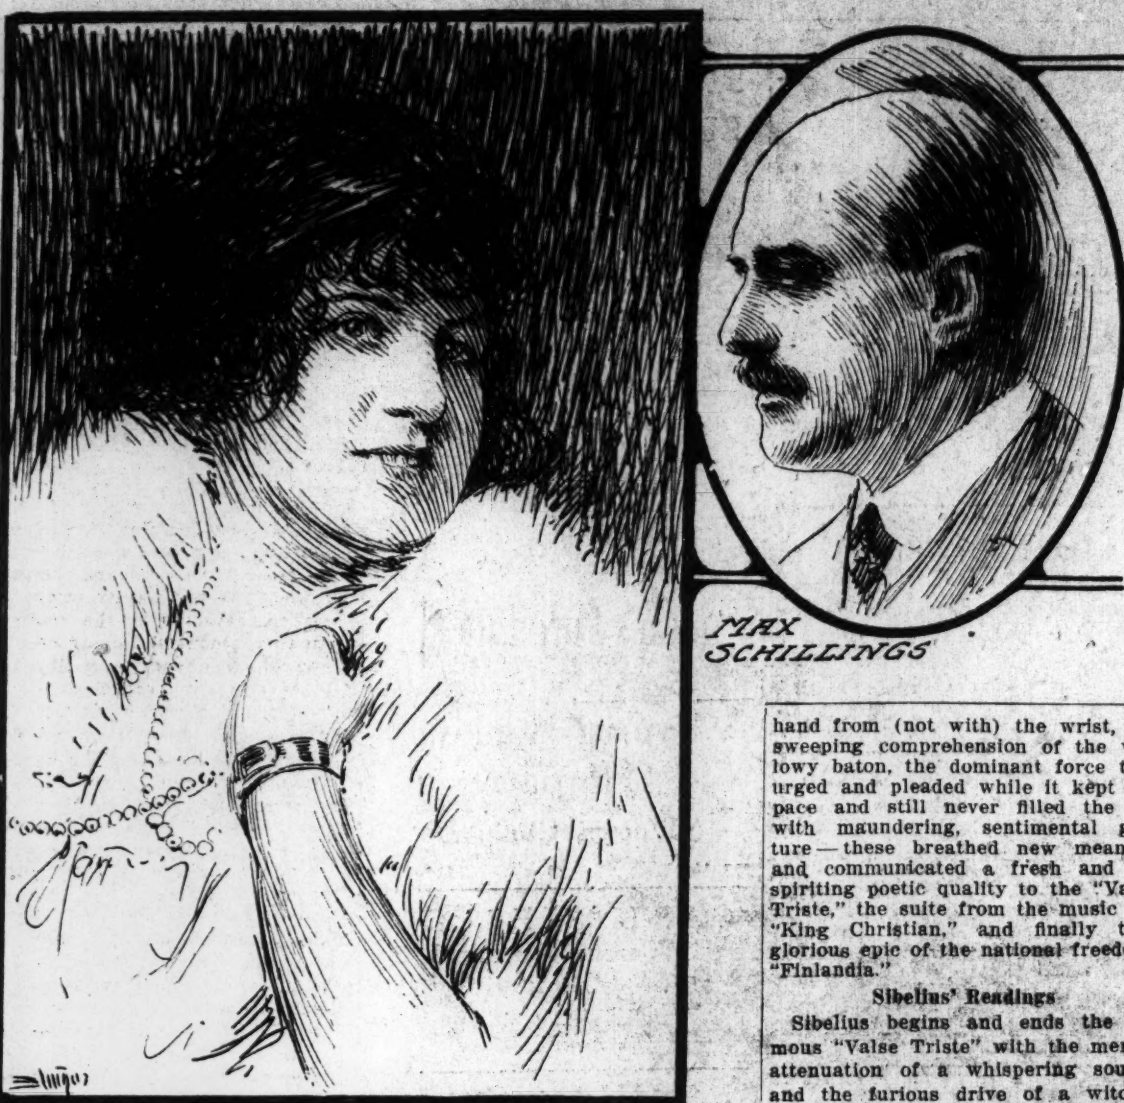 MAX
SCHILLINGS
hand from (not with) the wrist,
sweeping comprehension of the
lowy baton, the dominant force
urged and pleaded while it kept
pace and still never filled the
with maundering, sentimental
ture — these breathed new mean
and communicated a fresh and
spiriting poetic quality to the "Va
Triste," the suite from the music
"King Christian," and finally t
glorious epic of the national freed
"Finlandia."
Sibelius' Readings
Sibelius begins and ends the
mous "Valse Triste" with the mer
attenuation of a whispering sou
and the furious drive of a witc